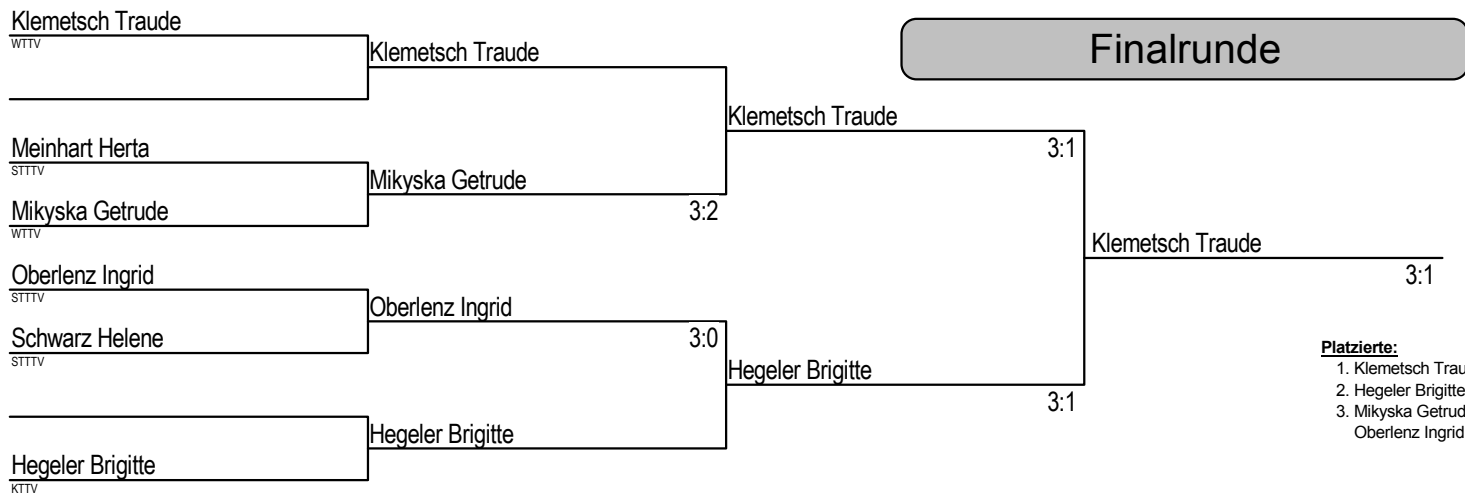 Finalrunde
Klemetsch Traude
WTTV
Klemetsch Traude
Klemetsch Traude
3:1
Meinhart Herta
STTTV
Mikyska Getrude
3:2
Mikyska Getrude
WTTV
Klemetsch Traude
3:1
Oberlenz Ingrid
STTTV
Oberlenz Ingrid
3:0
Schwarz Helene
STTTV
Hegeler Brigitte
3:1
Hegeler Brigitte
Hegeler Brigitte
KTTV
Platzierte:
1. Klemetsch Trau
2. Hegeler Brigitte
3. Mikyska Getrud
Oberlenz Ingrid